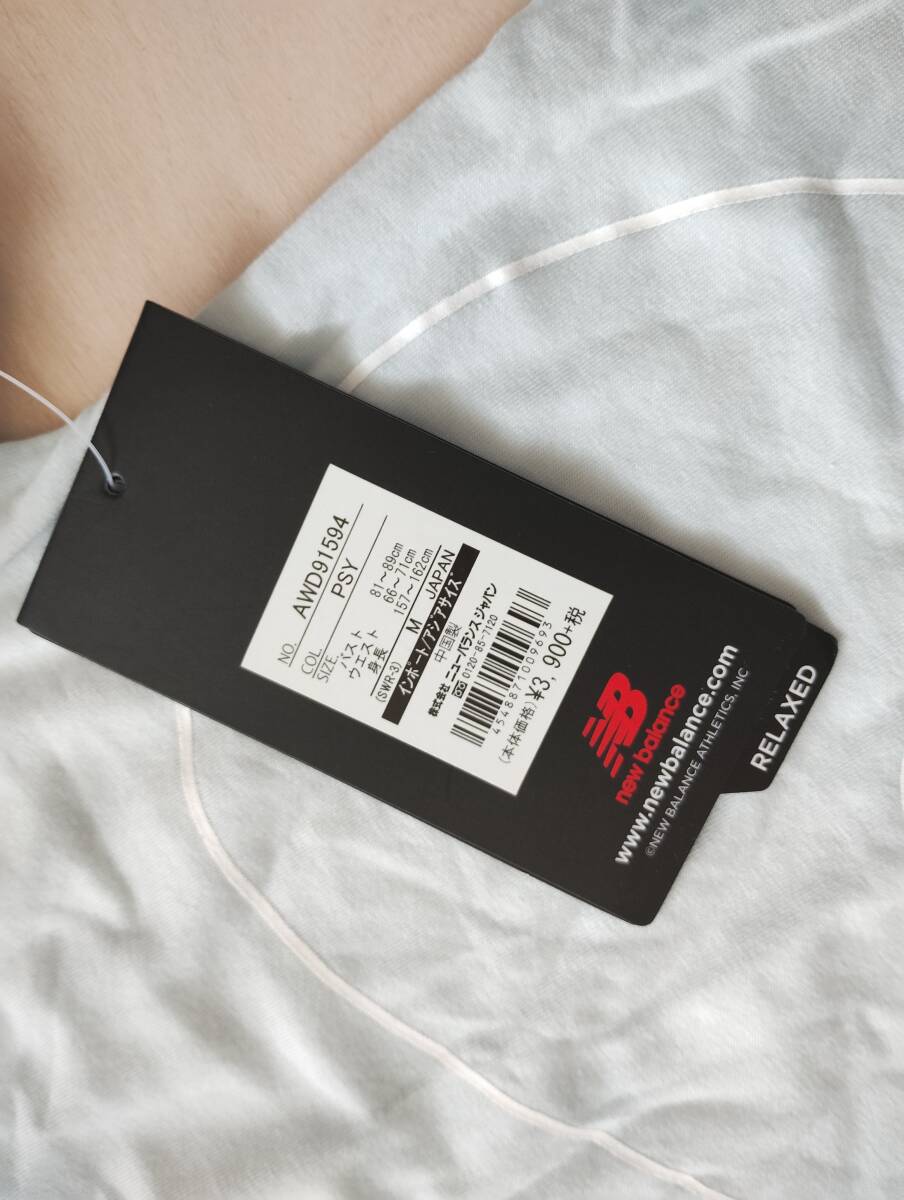 NO. AWD91594
COL. PSY
SIZE
バスト 81～89cm
ウエスト 66～71cm
身長 157～162cm
(SWR-3) M JAPAN
インポート/アジアサイズ
中国製
株式会社 ニューバランスジャパン
0120-85-7120
4548871009693
(本体価格)¥3,900+税
new balance
www.newbalance.com
©NEW BALANCE ATHLETICS, INC
RELAXED